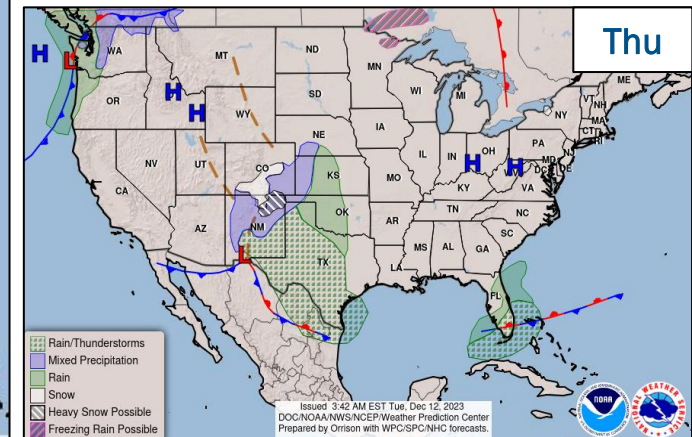 Thu
H
L
WA
MT
ND
MN
ME
VT
NH
OR
H
H
SD
WI
MI
NY
MA
CT
RI
WY
IA
PA
NJ
NE
OH
MD
DE
DC
NV
UT
CO
IL
IN
H
H
WV
VA
CA
KS
MO
KY
NC
TN
AZ
NM
OK
AR
SC
L
TX
MS
AL
GA
LA
FL
Rain/Thunderstorms
Mixed Precipitation
Rain
Snow
Heavy Snow Possible
Freezing Rain Possible
Issued 3:42 AM EST Tue, Dec 12, 2023
DOC/NOAA/NWS/NCEP/Weather Prediction Center
Prepared by Orrison with WPC/SPC/NHC forecasts.
NOAA
NATIONAL WEATHER SERVICE